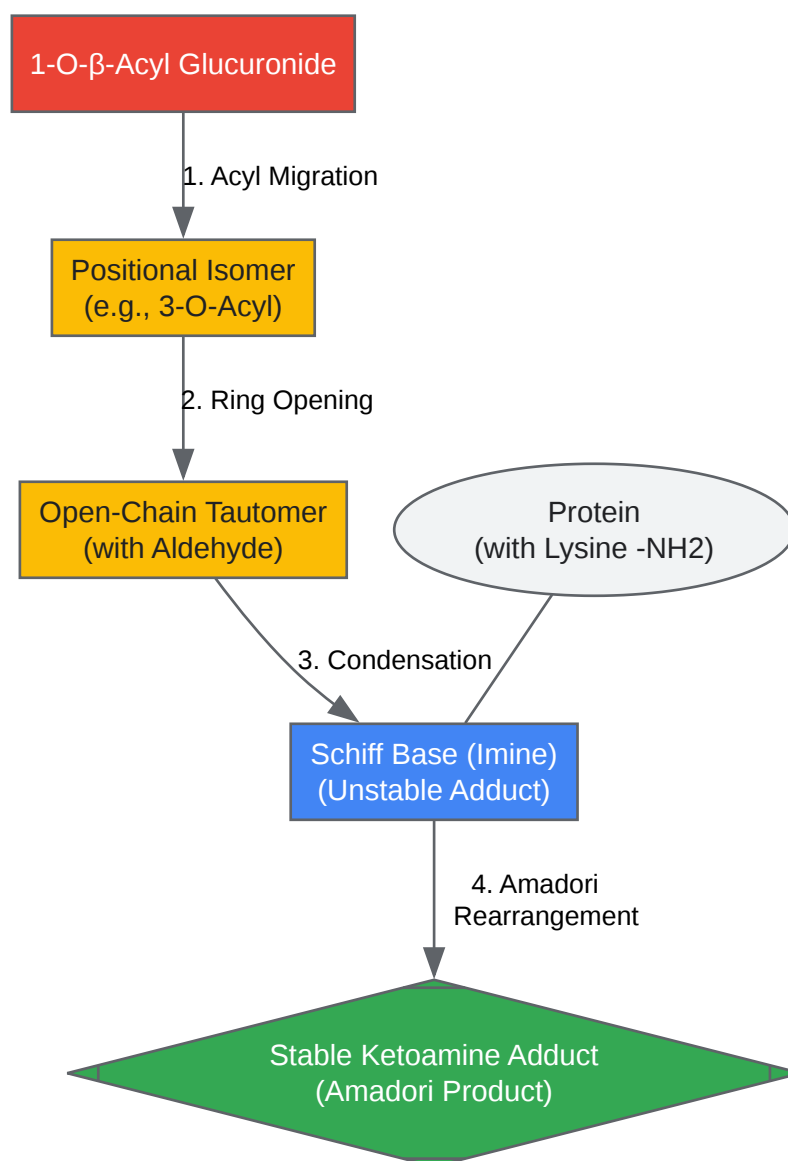 1-O-β-Acyl Glucuronide
1. Acyl Migration
Positional Isomer
(e.g., 3-O-Acyl)
2. Ring Opening
Open-Chain Tautomer
(with Aldehyde)
Protein
(with Lysine -NH2)
3. Condensation
Schiff Base (Imine)
(Unstable Adduct)
4. Amadori
Rearrangement
Stable Ketoamine Adduct
(Amadori Product)